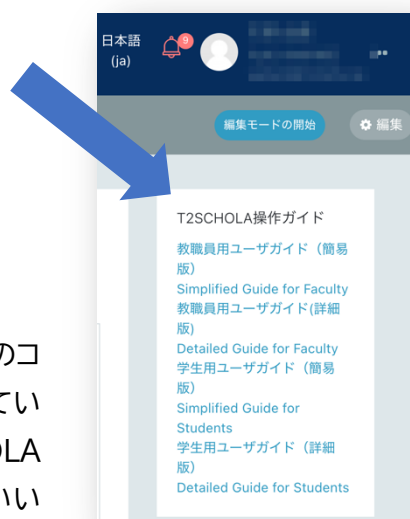 日本語
(ja)
9
編集モードの開始
編集
T2SCHOLA操作ガイド
教職員用ユーザガイド（簡易
版）
Simplified Guide for Faculty
教職員用ユーザガイド(詳細
版)
Detailed Guide for Faculty
学生用ユーザガイド（簡易
版）
Simplified Guide for
Students
学生用ユーザガイド（詳細
版）
Detailed Guide for Students
のコ
てい
OLA
いい